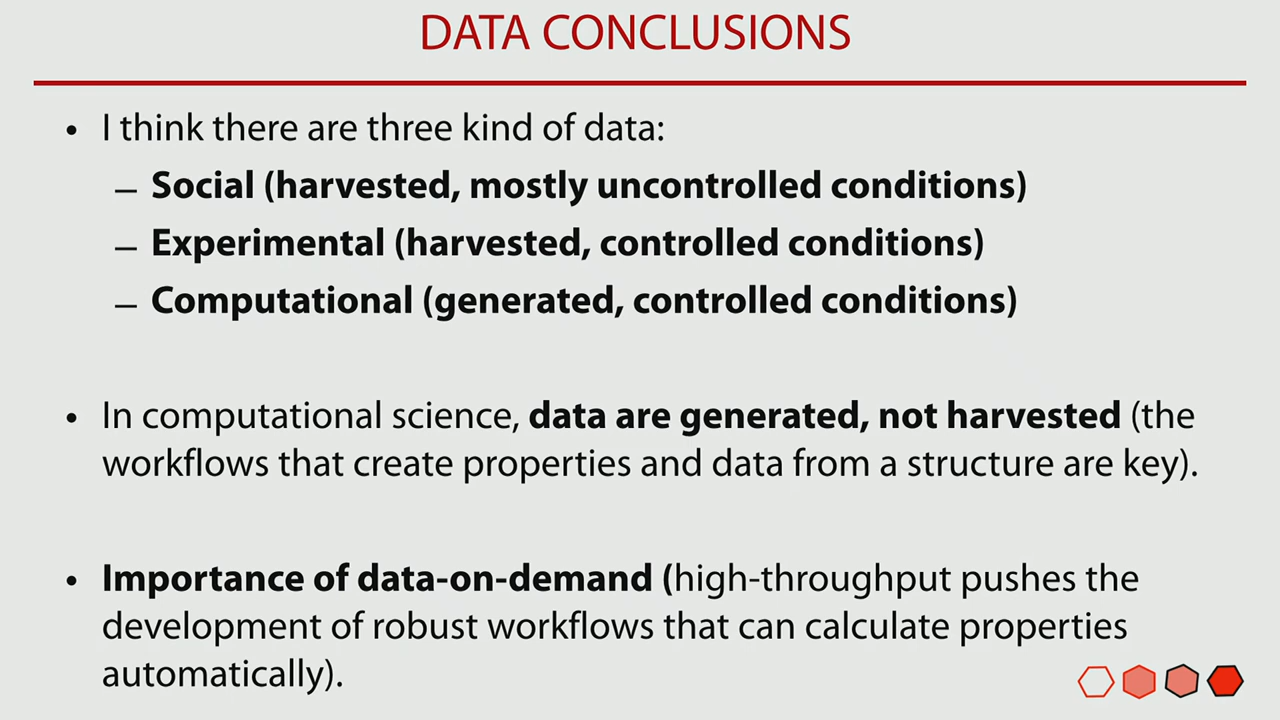 DATA CONCLUSIONS
• I think there are three kind of data:
– Social (harvested, mostly uncontrolled conditions)
– Experimental (harvested, controlled conditions)
– Computational (generated, controlled conditions)
• In computational science, data are generated, not harvested (the
workflows that create properties and data from a structure are key).
• Importance of data-on-demand (high-throughput pushes the
development of robust workflows that can calculate properties
automatically).